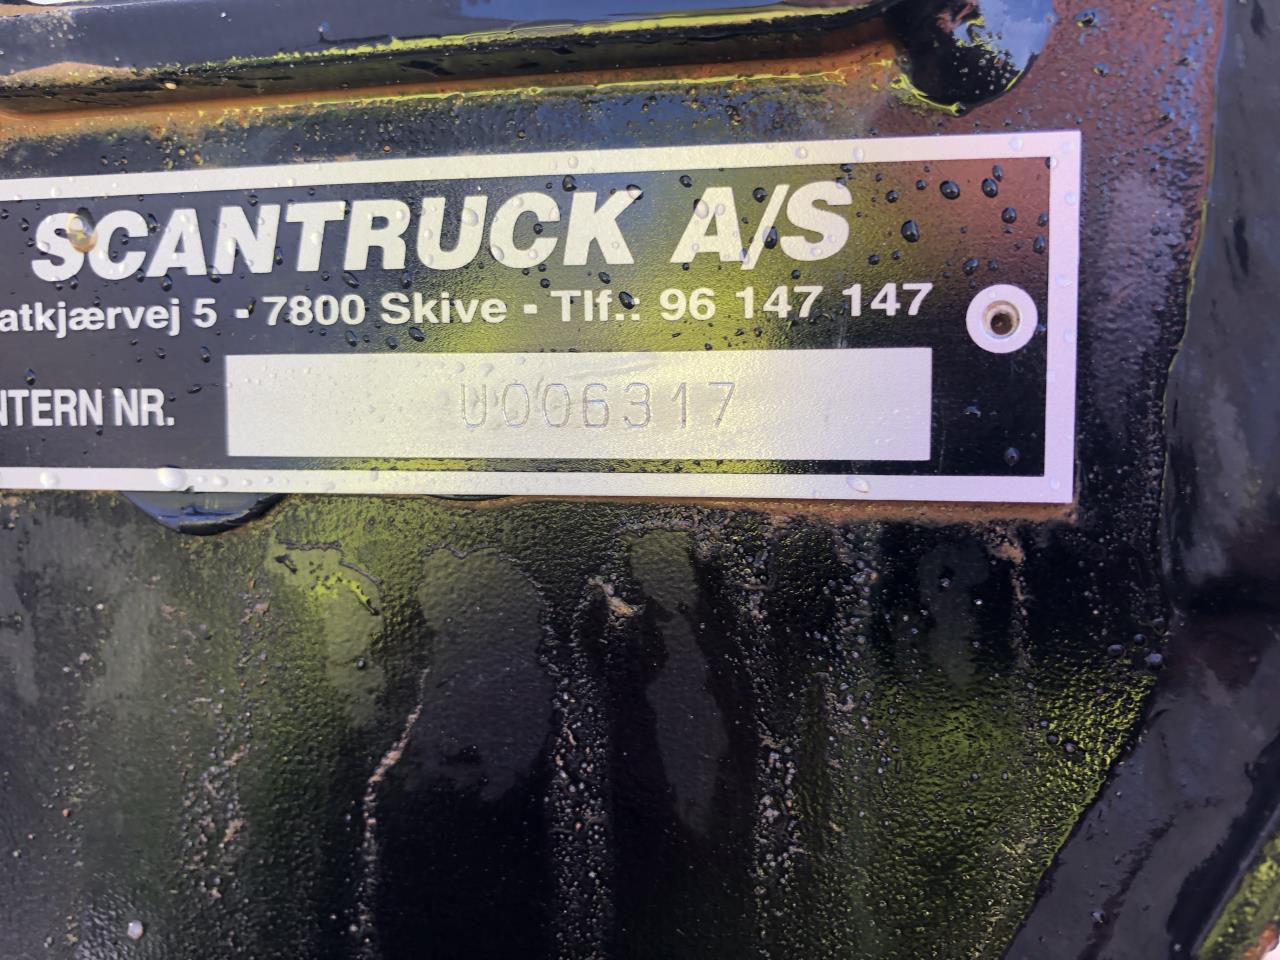 SCANTRUCK A/S
atkjærvej 5 - 7800 Skive - Tlf.: 96 147 147
NTERN NR.
U006317